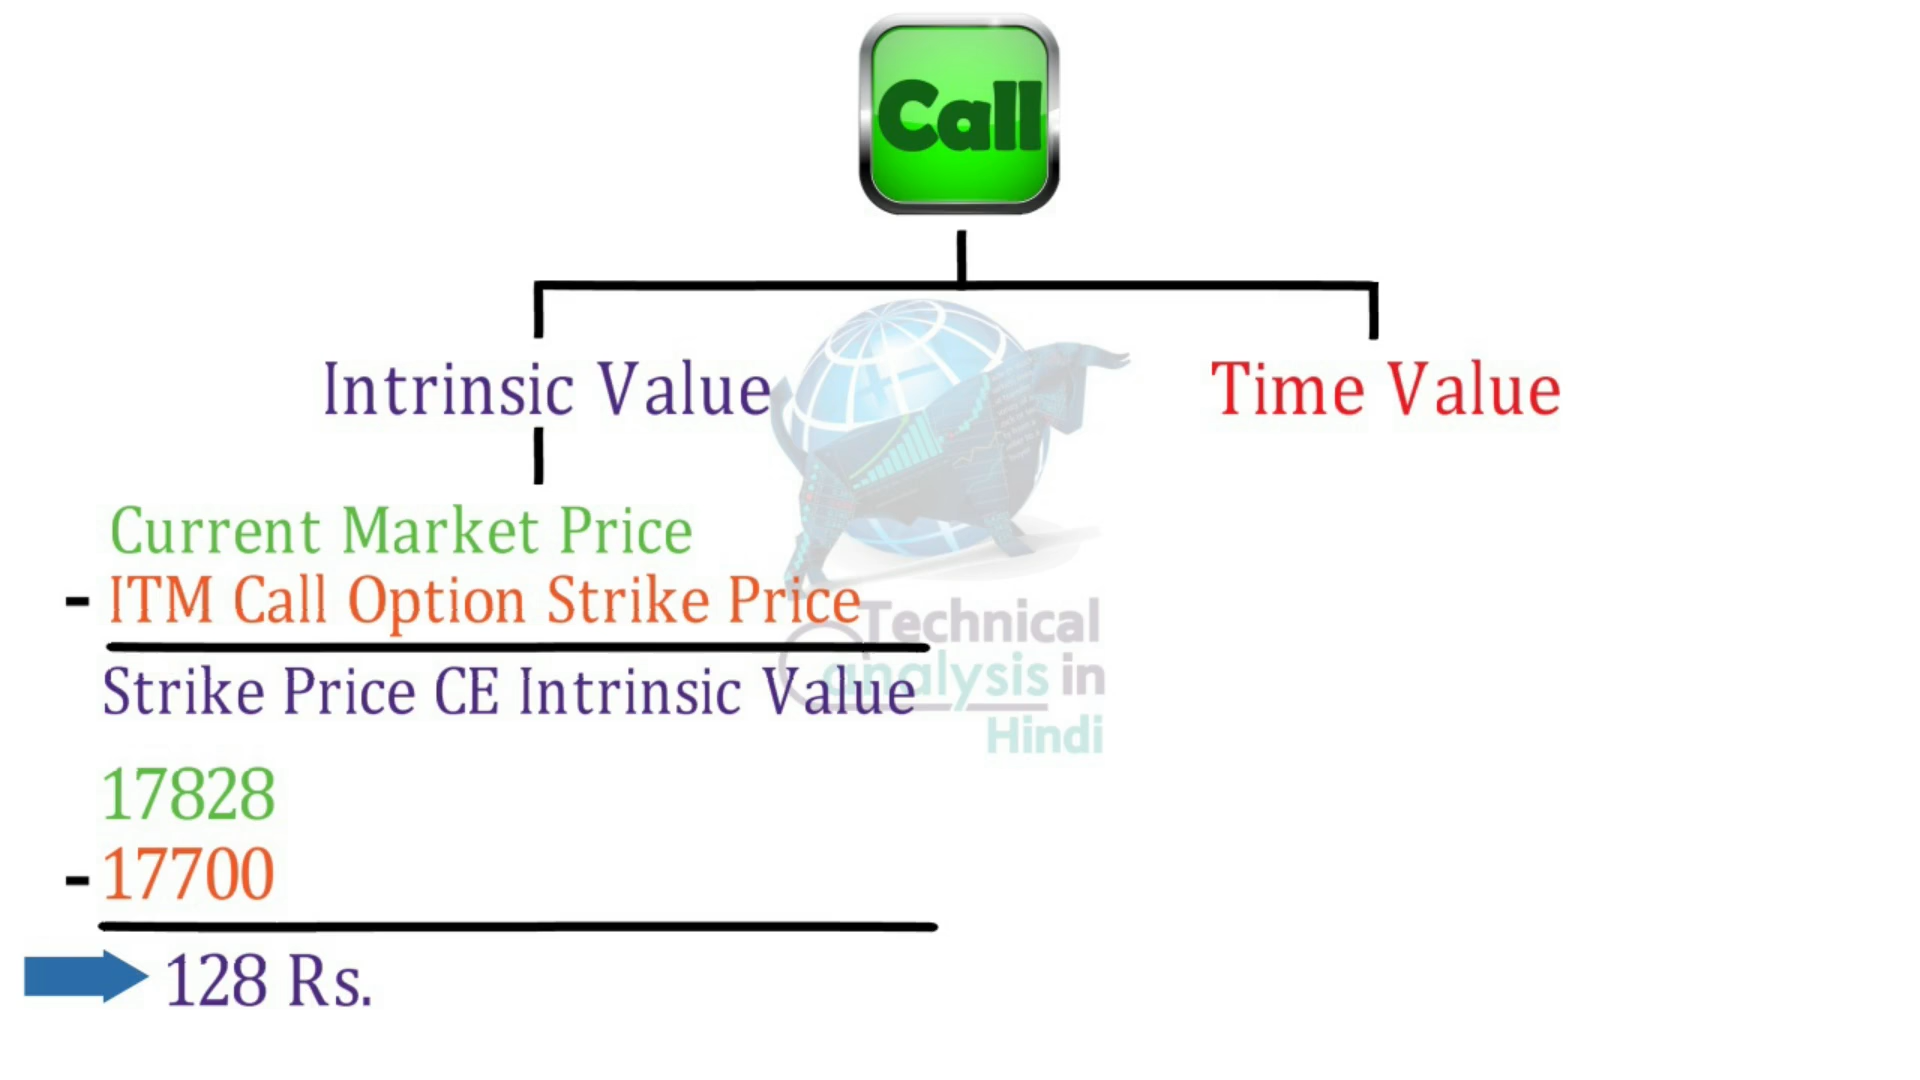 Call
Intrinsic Value
Time Value
Current Market Price
- ITM Call Option Strike Price
Strike Price CE Intrinsic Value
Technical
analysis in
Hindi
17828
- 17700
128 Rs.